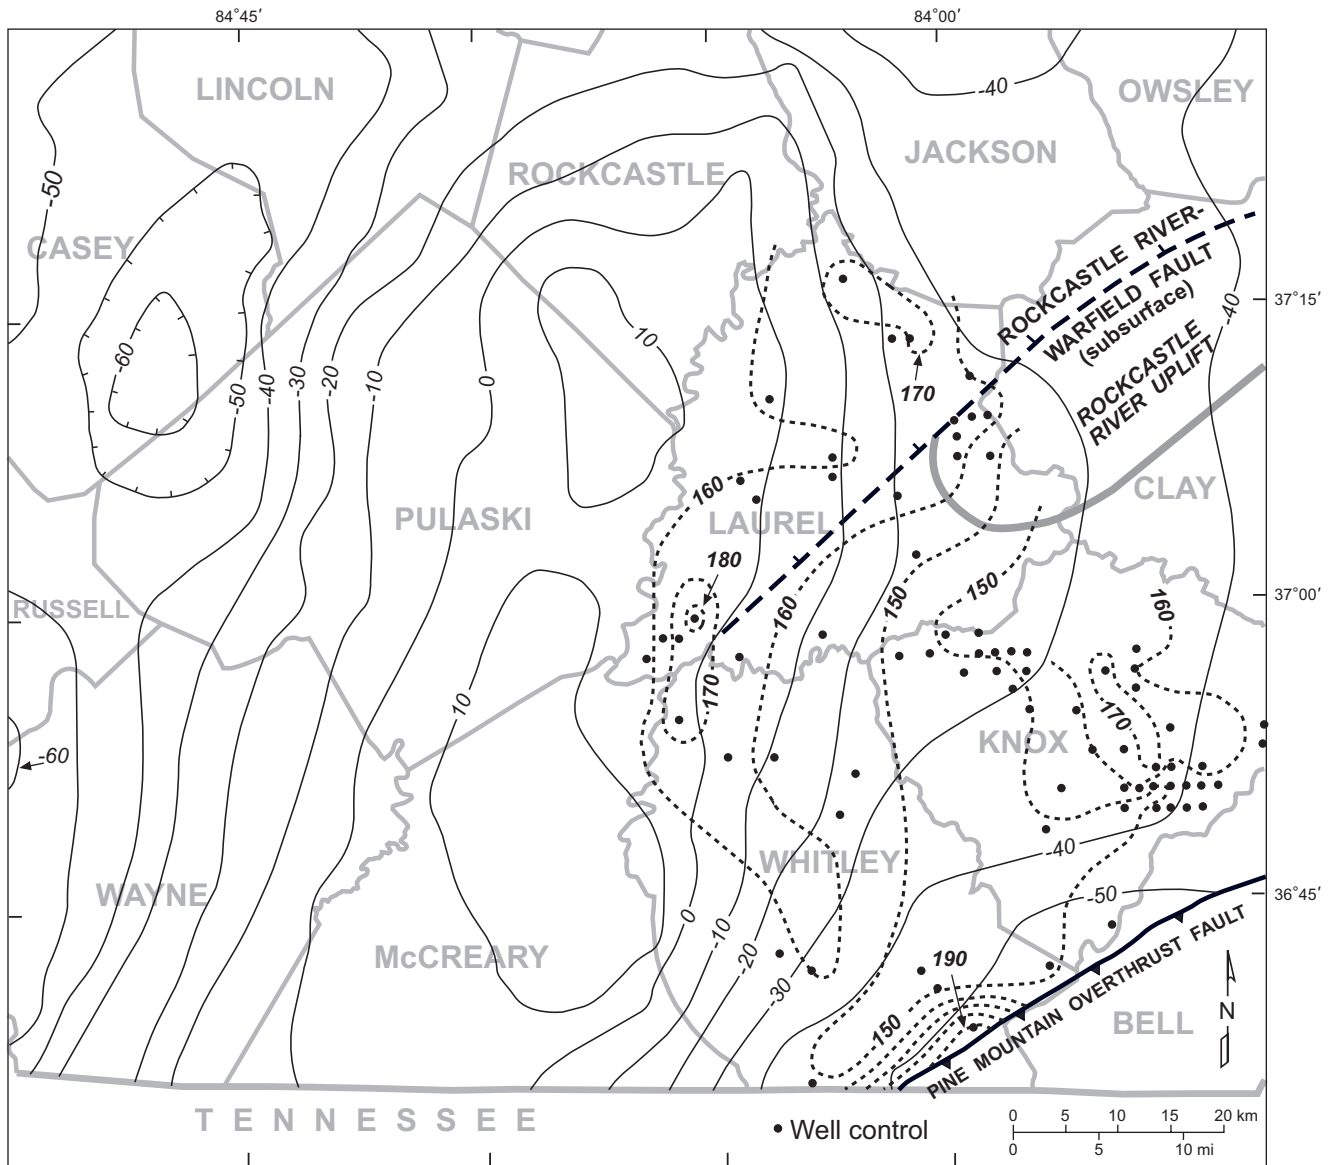 84°45′
84°00′
LINCOLN
-40
OWSLEY
JACKSON
ROCKCASTLE
-50
CASEY
ROCKCASTLE RIVER-
WARFIELD FAULT
(subsurface)
37°15′
-40
10
-60
ROCKCASTLE
RIVER UPLIFT
-50
-40
-30
-20
-10
0
170
160
CLAY
PULASKI
LAUREL
180
150
37°00′
RUSSELL
160
150
160
170
10
170
KNOX
-60
-40
WHITLEY
36°45′
WAYNE
-50
0
-10
-20
-30
McCREARY
190
PINE MOUNTAIN OVERTHRUST FAULT
150
BELL
N
TENNESSEE
Well control
0 5 10 15 20 km
0 5 10 mi